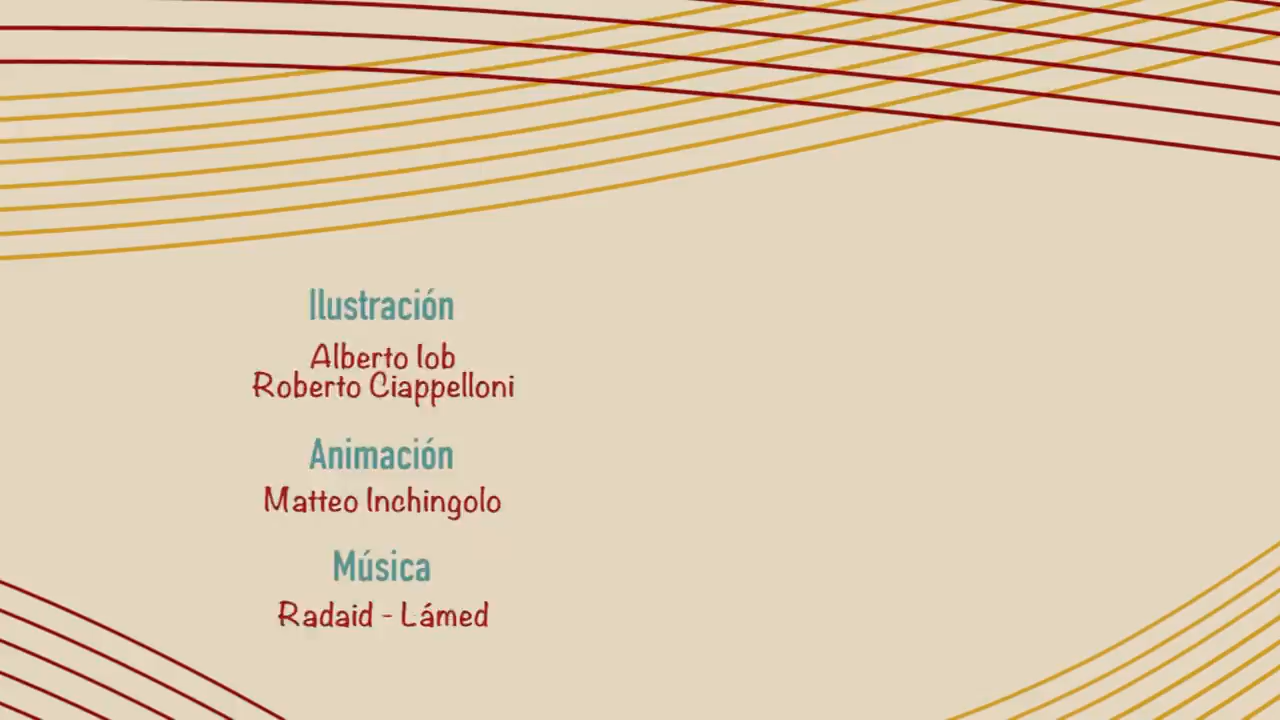 Ilustración
Alberto Iob
Roberto Ciappelloni
Animación
Matteo Inchingolo
Música
Radaid - Lámed